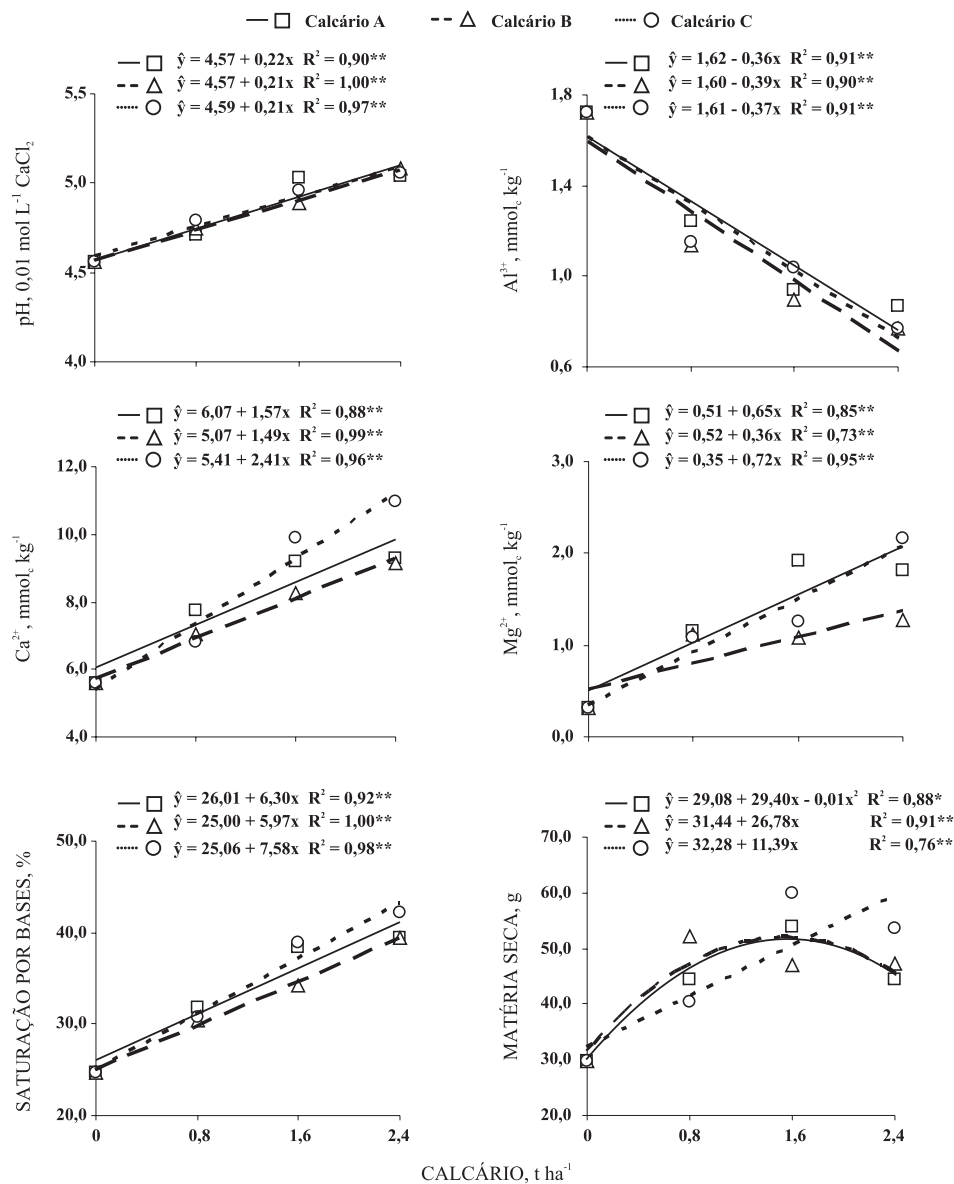 Calcário A Calcário B Calcário C
ŷ = 4,57 + 0,22x R² = 0,90**
ŷ = 4,57 + 0,21x R² = 1,00**
ŷ = 4,59 + 0,21x R² = 0,97**
5,5
5,0
4,5
4,0
pH, 0,01 mol L⁻¹ CaCl₂
ŷ = 1,62 - 0,36x R² = 0,91**
ŷ = 1,60 - 0,39x R² = 0,90**
ŷ = 1,61 - 0,37x R² = 0,91**
1,8
1,4
1,0
0,6
Al³⁺, mmol_c kg⁻¹
ŷ = 6,07 + 1,57x R² = 0,88**
ŷ = 5,07 + 1,49x R² = 0,99**
ŷ = 5,41 + 2,41x R² = 0,96**
12,0
10,0
8,0
6,0
4,0
Ca²⁺, mmol_c kg⁻¹
ŷ = 0,51 + 0,65x R² = 0,85**
ŷ = 0,52 + 0,36x R² = 0,73**
ŷ = 0,35 + 0,72x R² = 0,95**
3,0
2,0
1,0
0,0
Mg²⁺, mmol_c kg⁻¹
ŷ = 26,01 + 6,30x R² = 0,92**
ŷ = 25,00 + 5,97x R² = 1,00**
ŷ = 25,06 + 7,58x R² = 0,98**
50,0
40,0
30,0
20,0
SATURAÇÃO POR BASES, %
0 0,8 1,6 2,4
ŷ = 29,08 + 29,40x - 0,01x² R² = 0,88*
ŷ = 31,44 + 26,78x R² = 0,91**
ŷ = 32,28 + 11,39x R² = 0,76**
70,0
60,0
50,0
40,0
30,0
20,0
MATÉRIA SECA, g
0 0,8 1,6 2,4
CALCÁRIO, t ha⁻¹